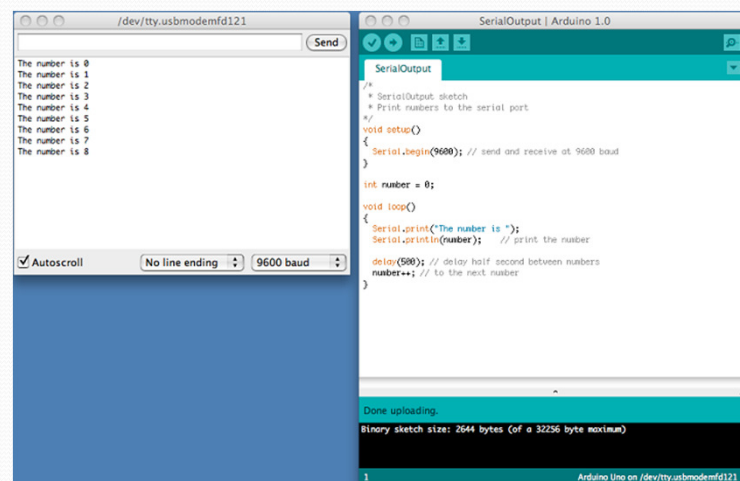 /dev/tty.usbmodemfd121
Send
The number is 0
The number is 1
The number is 2
The number is 3
The number is 4
The number is 5
The number is 6
The number is 7
The number is 8
Autoscroll
No line ending
9600 baud
SerialOutput | Arduino 1.0
SerialOutput
/*
* SerialOutput sketch
* Print numbers to the serial port
*/
void setup()
{
Serial.begin(9600); // send and receive at 9600 baud
}
int number = 0;
void loop()
{
Serial.print("The number is ");
Serial.println(number); // print the number
delay(500); // delay half second between numbers
number++; // to the next number
}
Done uploading.
Binary sketch size: 2644 bytes (of a 32256 byte maximum)
1
Arduino Uno on /dev/tty.usbmodemfd121